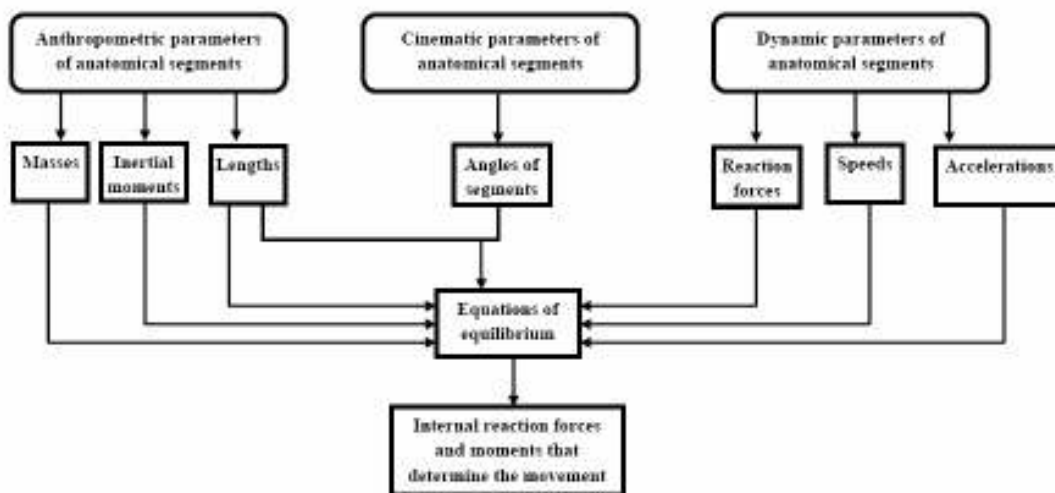 Anthropometric parameters
of anatomical segments
Cinematic parameters of
anatomical segments
Dynamic parameters of
anatomical segments
Masses
Inertial
moments
Lengths
Angles of
segments
Reaction
forces
Speeds
Accelerations
Equations of
equilibrium
Internal reaction forces
and moments that
determine the movement